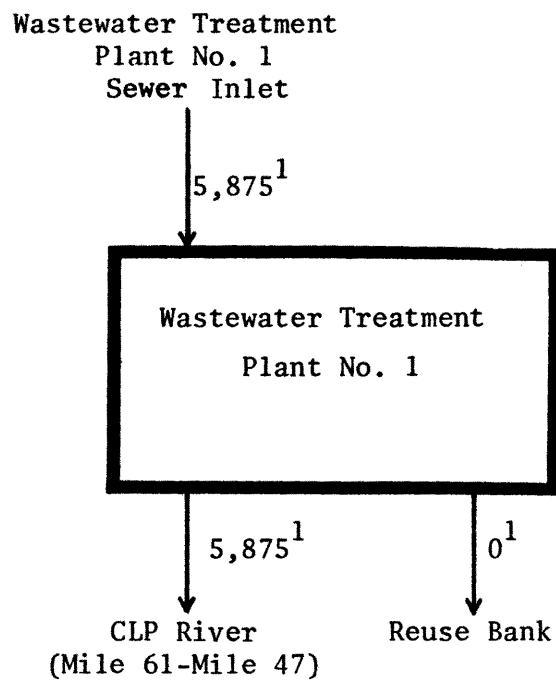 Wastewater Treatment
Plant No. 1
Sewer Inlet
5,875¹
Wastewater Treatment
Plant No. 1
5,875¹
0¹
CLP River
(Mile 61-Mile 47)
Reuse Bank